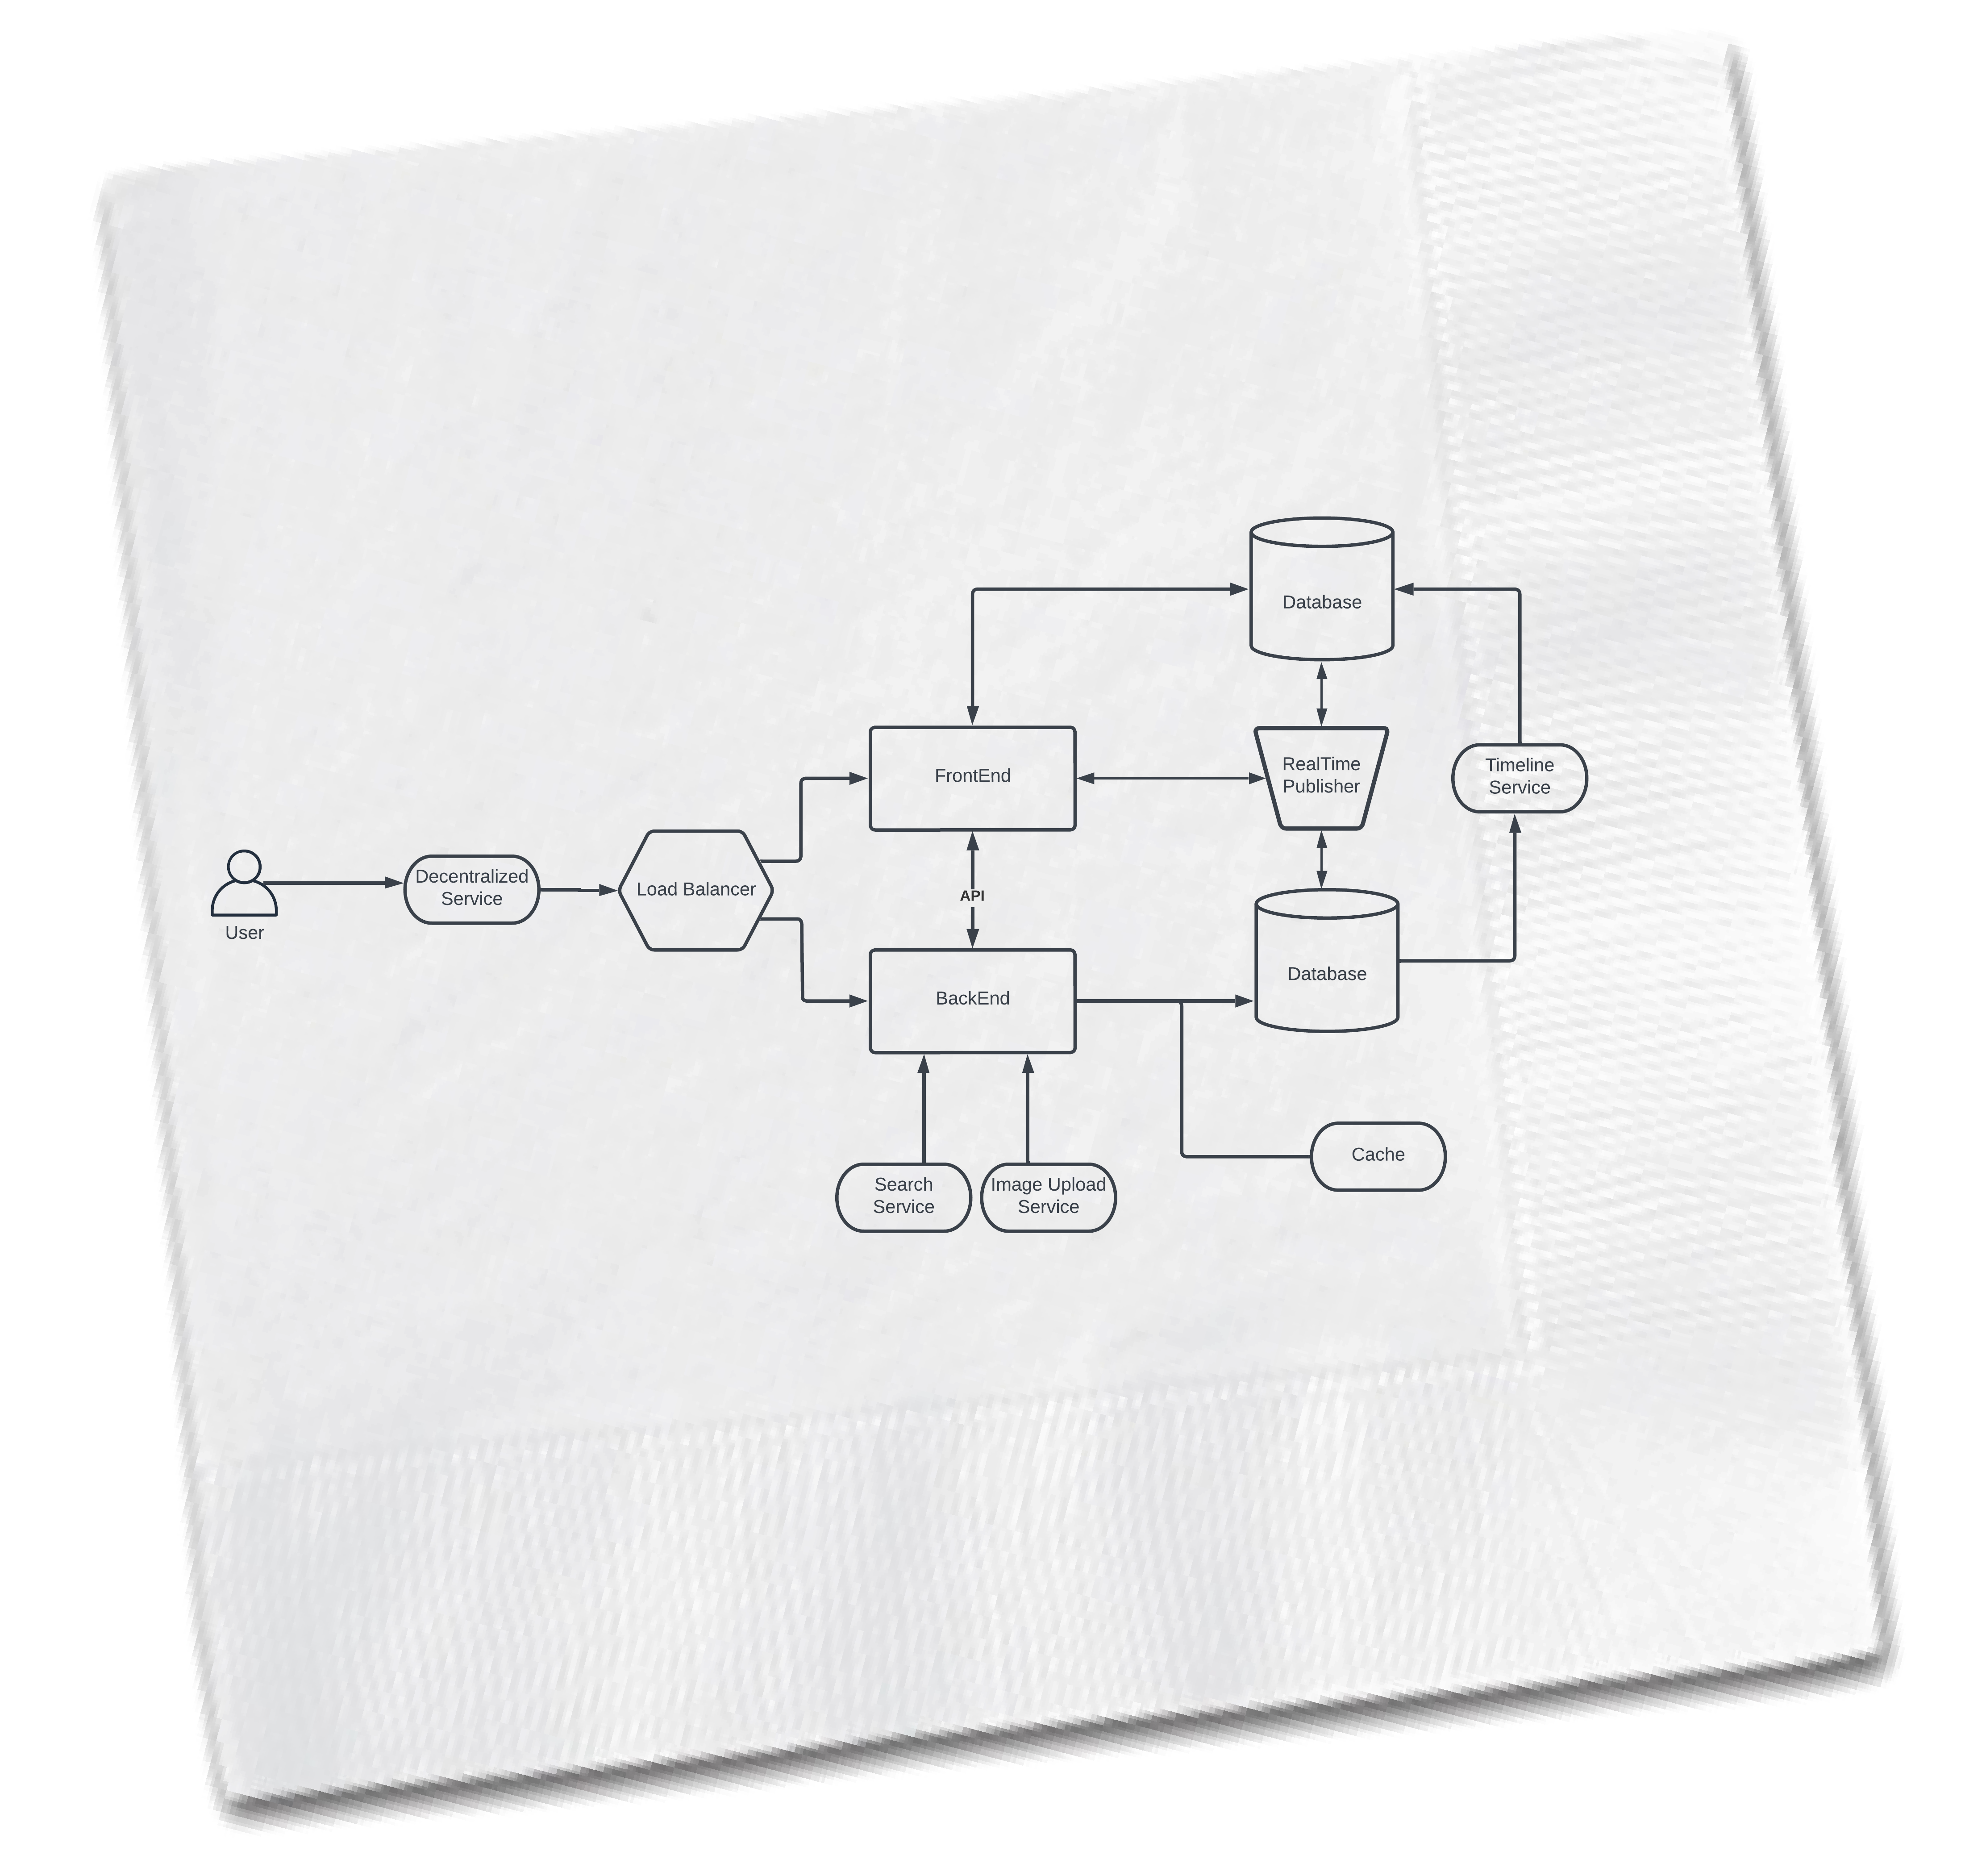 Database
FrontEnd
RealTime
Publisher
Timeline
Service
User
Decentralized
Service
Load Balancer
API
BackEnd
Database
Search
Service
Image Upload
Service
Cache